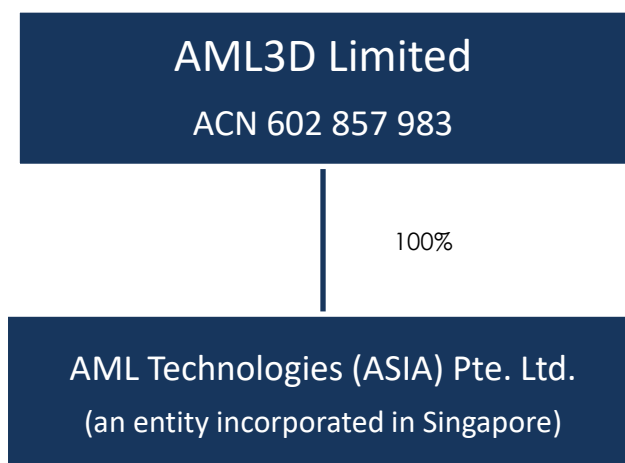 AML3D Limited
ACN 602 857 983
100%
AML Technologies (ASIA) Pte. Ltd.
(an entity incorporated in Singapore)